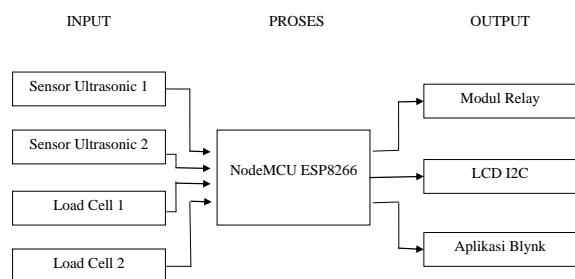 INPUT
PROSES
OUTPUT
Sensor Ultrasonic 1
Sensor Ultrasonic 2
Load Cell 1
Load Cell 2
NodeMCU ESP8266
Modul Relay
LCD I2C
Aplikasi Blynk